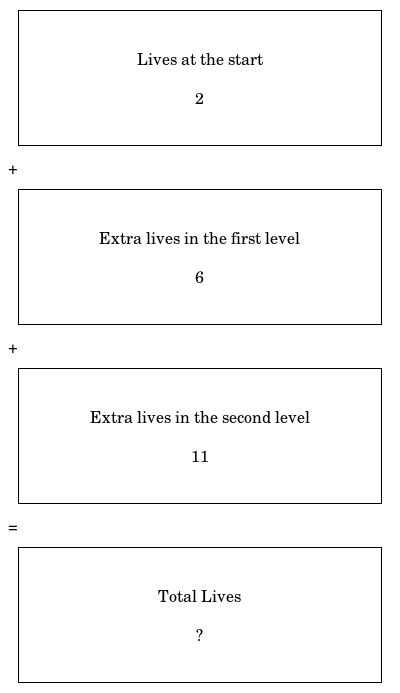 Lives at the start
2
+
Extra lives in the first level
6
+
Extra lives in the second level
11
=
Total Lives
?